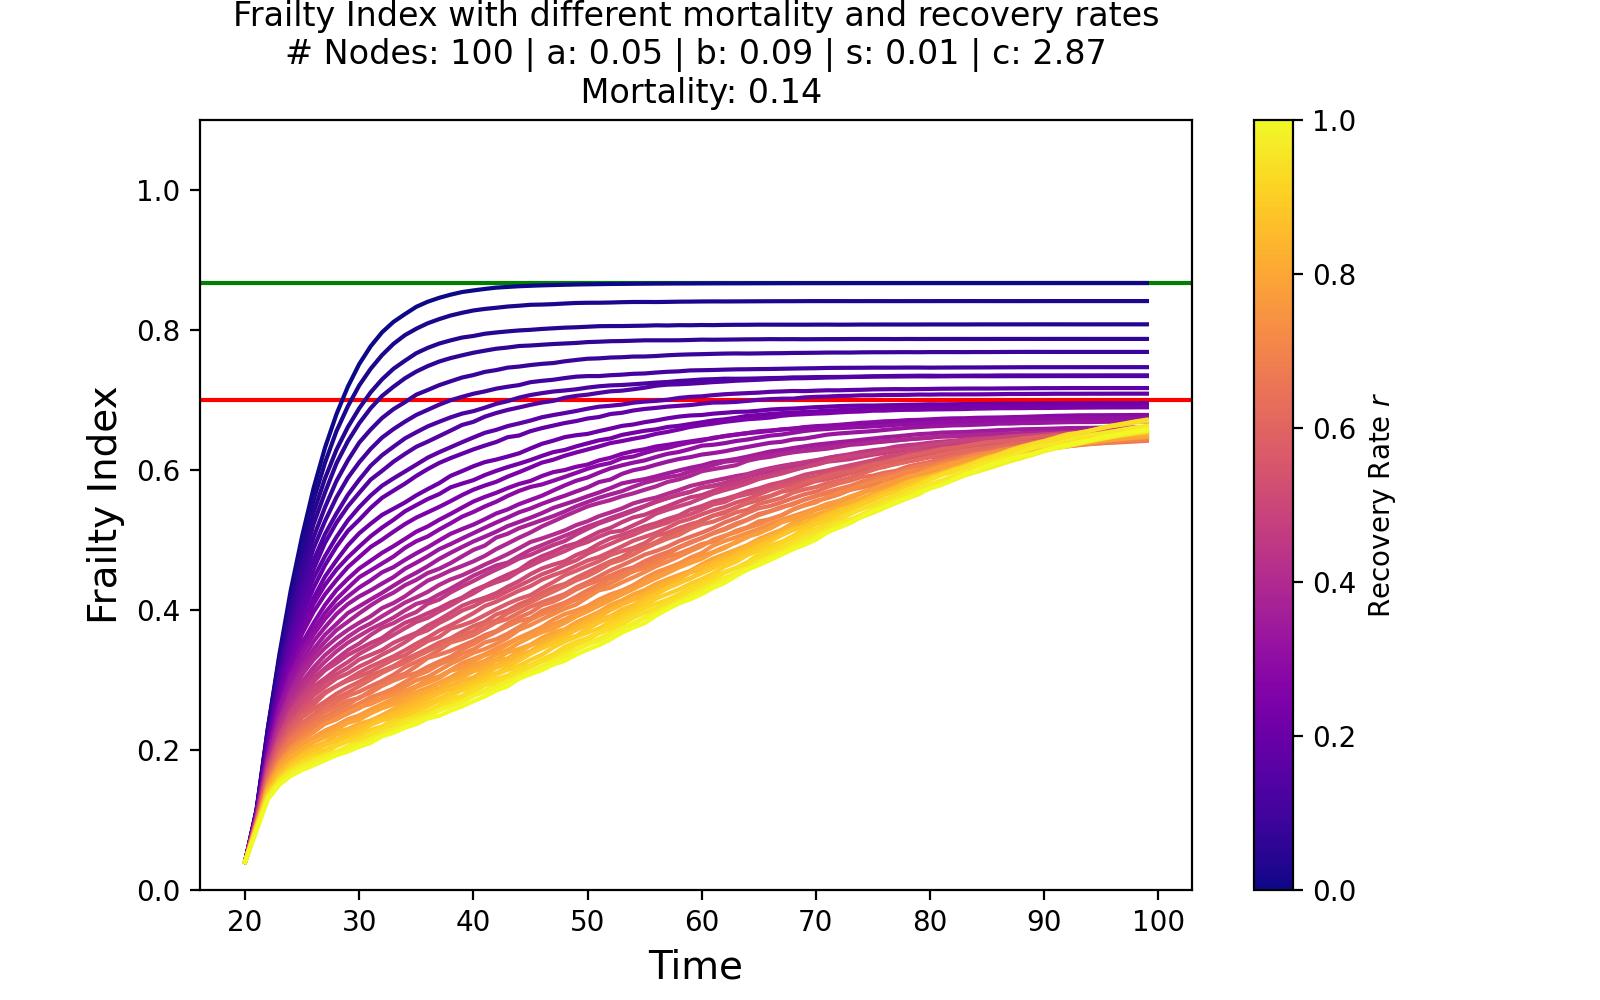 Frailty Index with different mortality and recovery rates
# Nodes: 100 | a: 0.05 | b: 0.09 | s: 0.01 | c: 2.87
Mortality: 0.14
Frailty Index
1.0
0.8
0.6
0.4
0.2
0.0
20 30 40 50 60 70 80 90 100
Time
1.0
0.8
0.6
0.4
0.2
0.0
Recovery Rate r